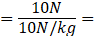 = 10N / 10N/kg =